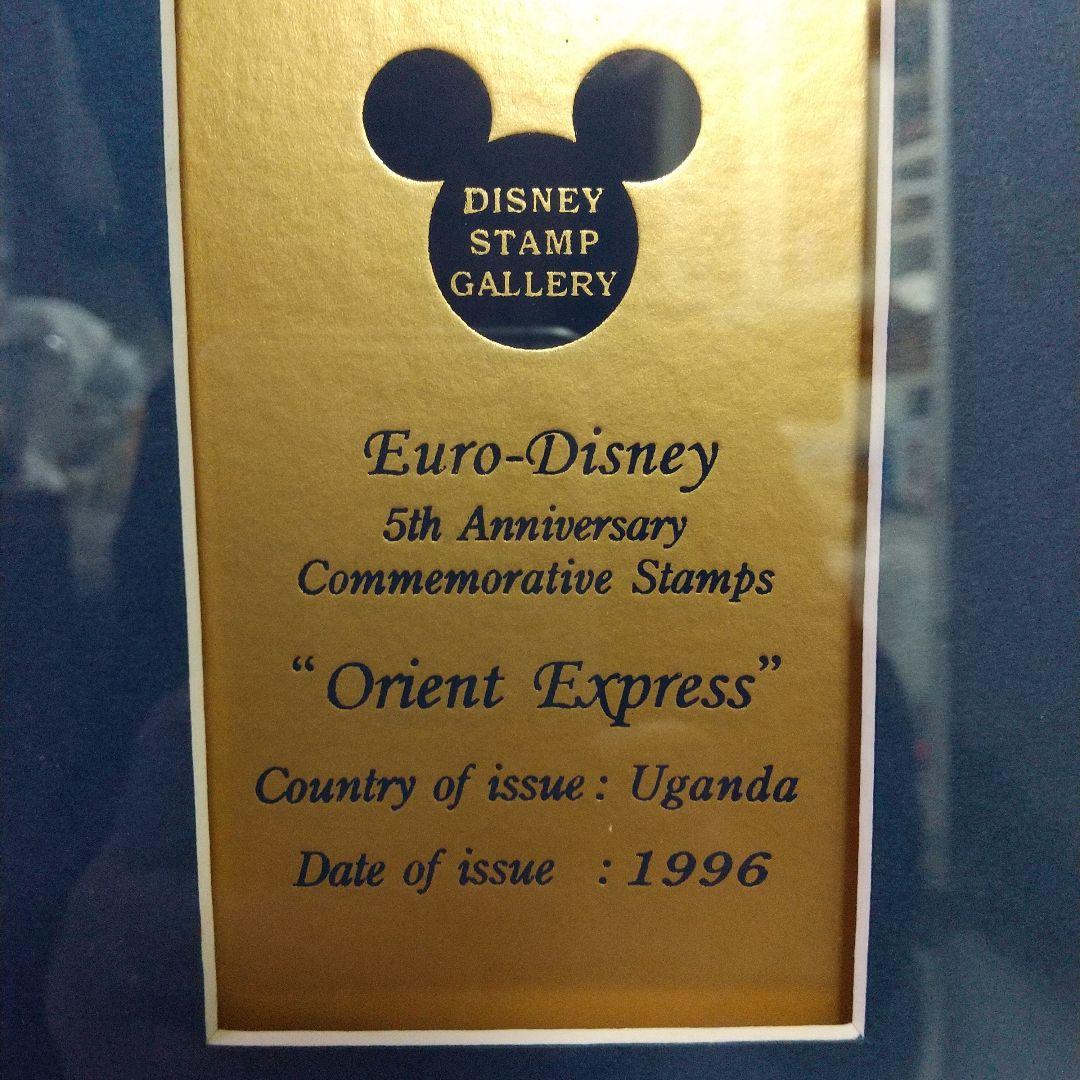 DISNEY
STAMP
GALLERY
Euro-Disney
5th Anniversary
Commemorative Stamps
“Orient Express”
Country of issue : Uganda
Date of issue : 1996